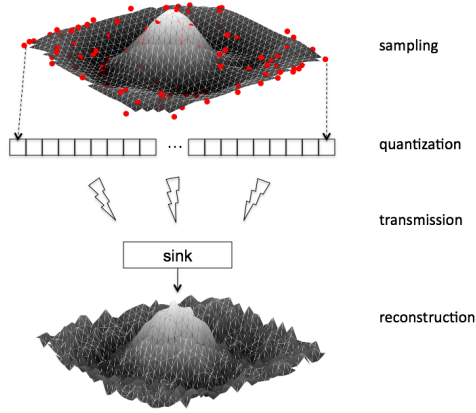 sampling
quantization
...
transmission
sink
reconstruction